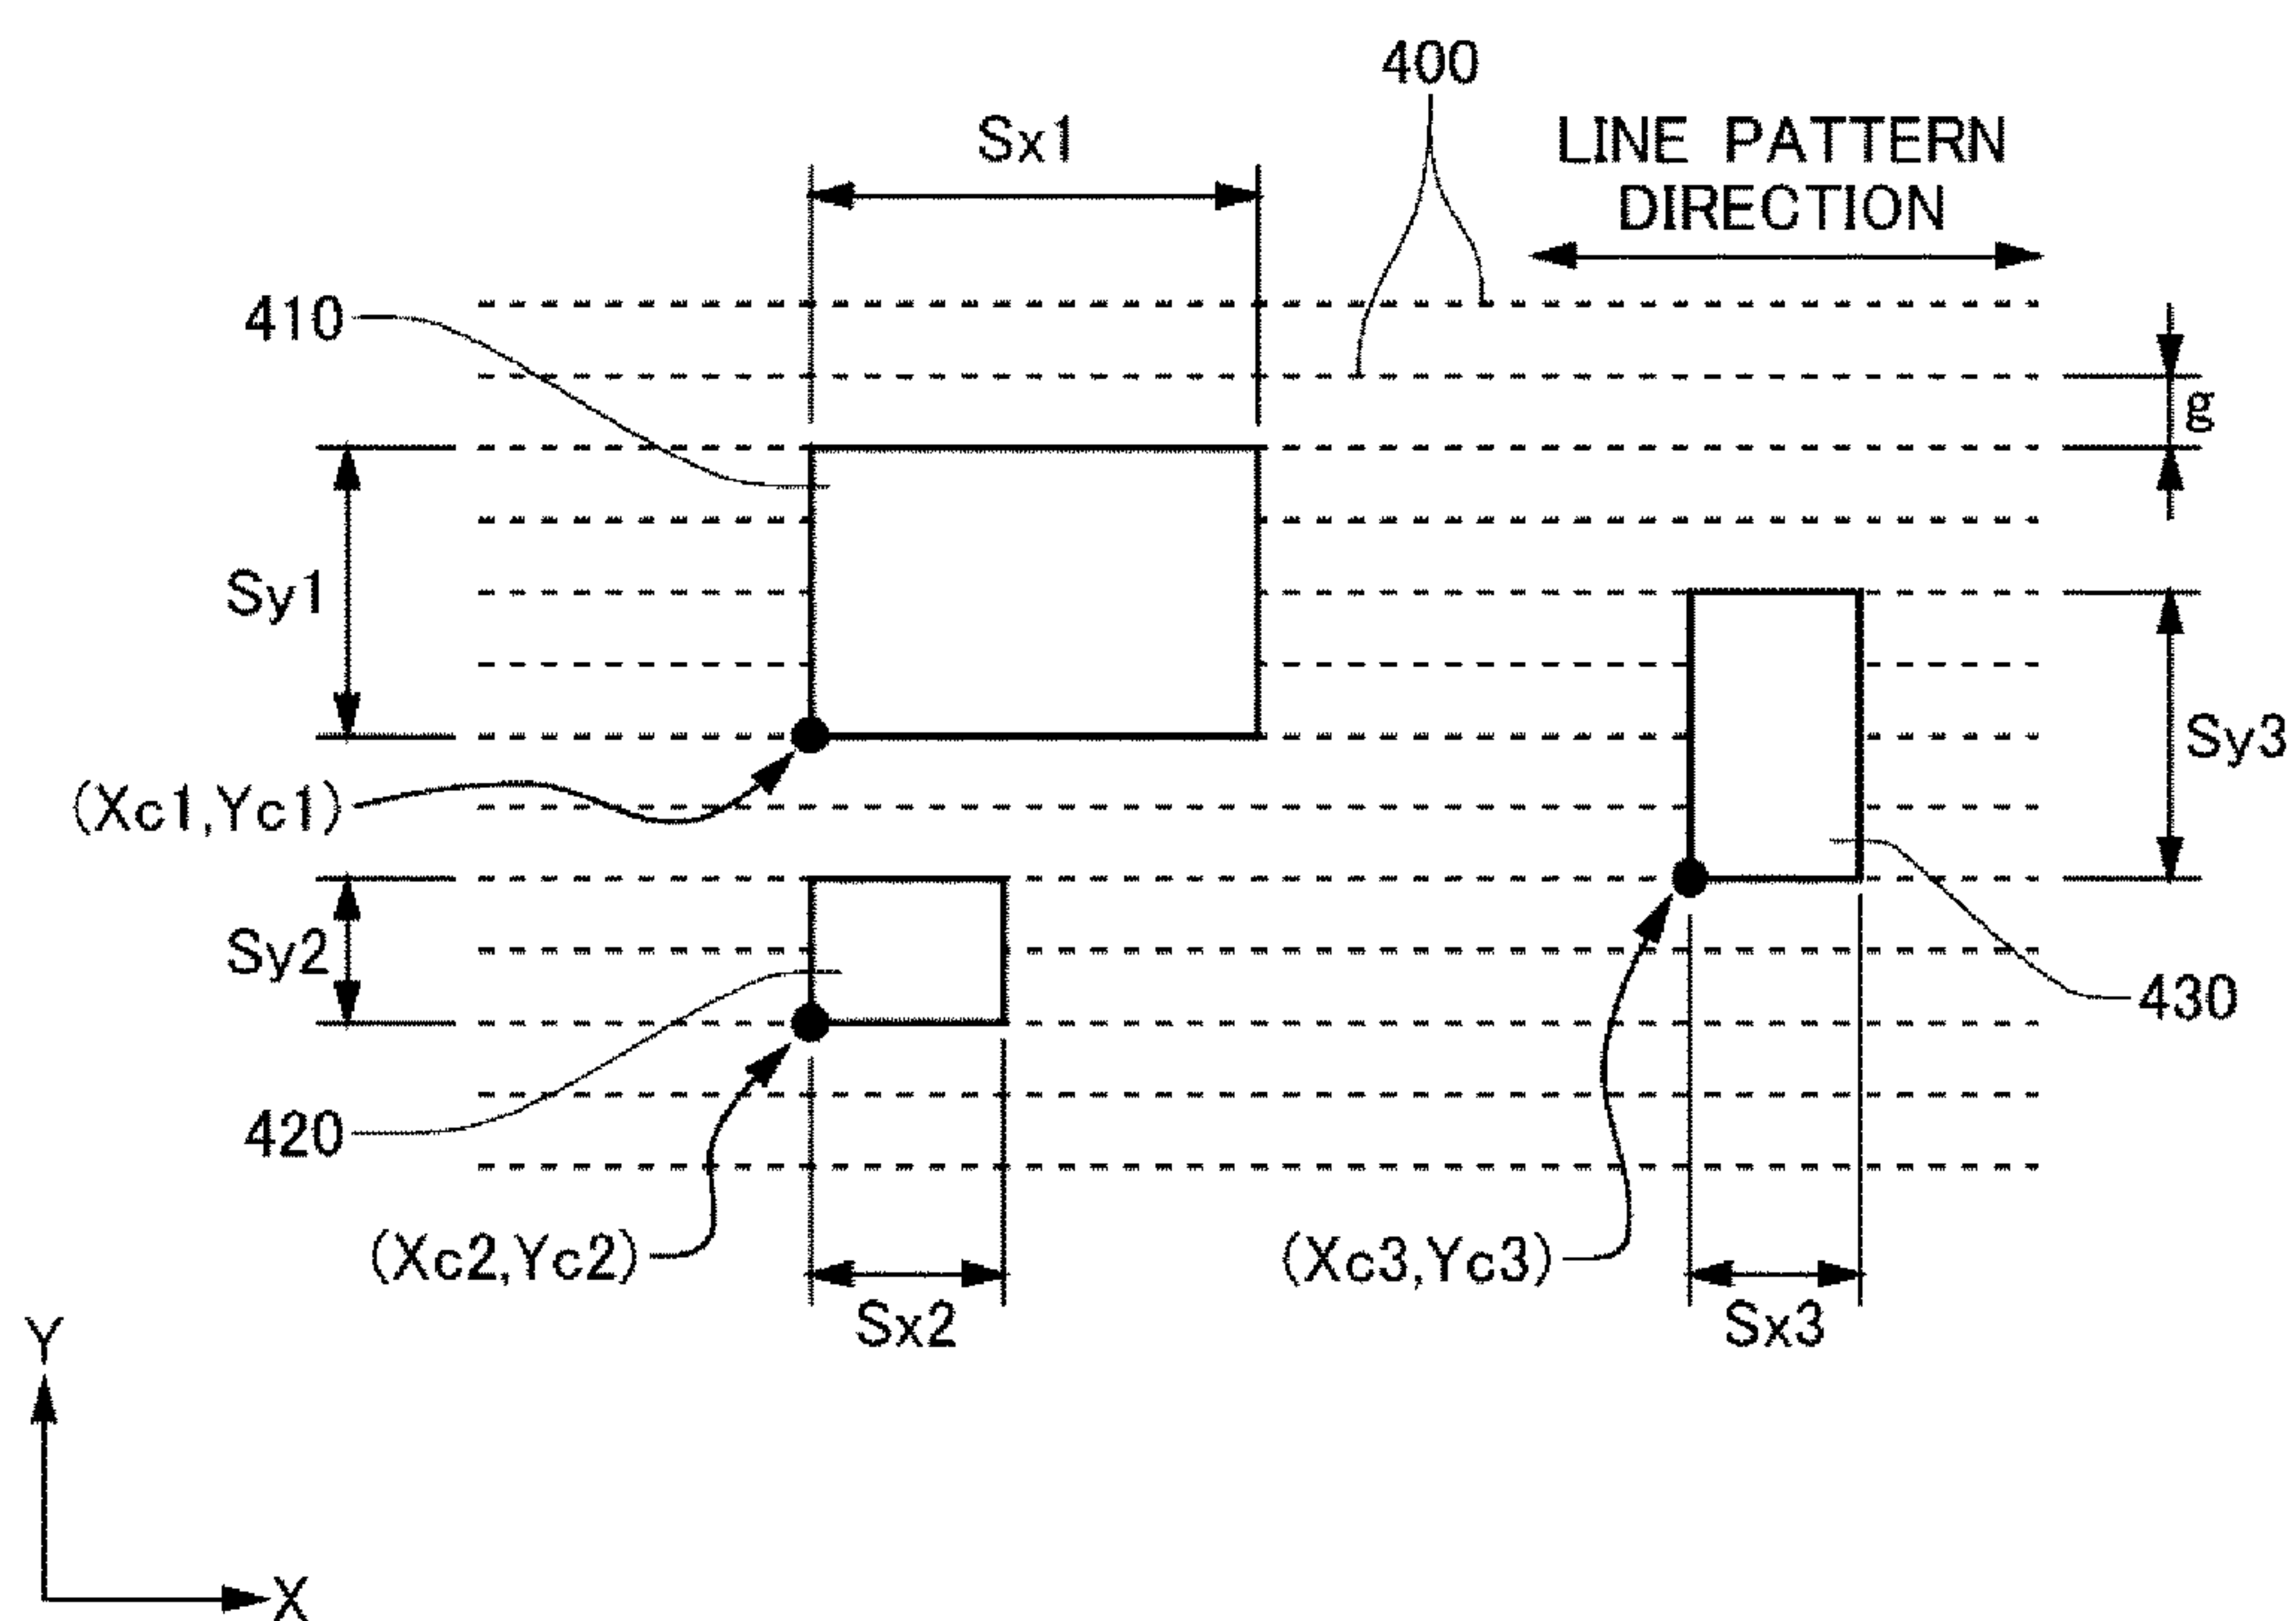 400
Sx1
LINE PATTERN
DIRECTION
410
g
Sy1
Sy3
(Xc1,Yc1)
Sy2
430
420
(Xc2,Yc2)
(Xc3,Yc3)
Sx2
Sx3
Y
X